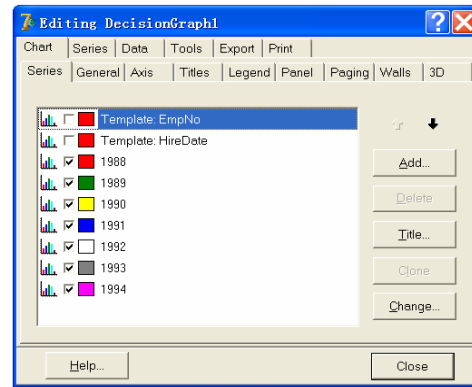 Editing DecisionGraph1
Chart Series Data Tools Export Print
Series General Axis Titles Legend Panel Paging Walls 3D
Template: EmpNo
Template: HireDate
1988
1989
1990
1991
1992
1993
1994
Add...
Delete
Title...
Clone
Change...
Help...
Close